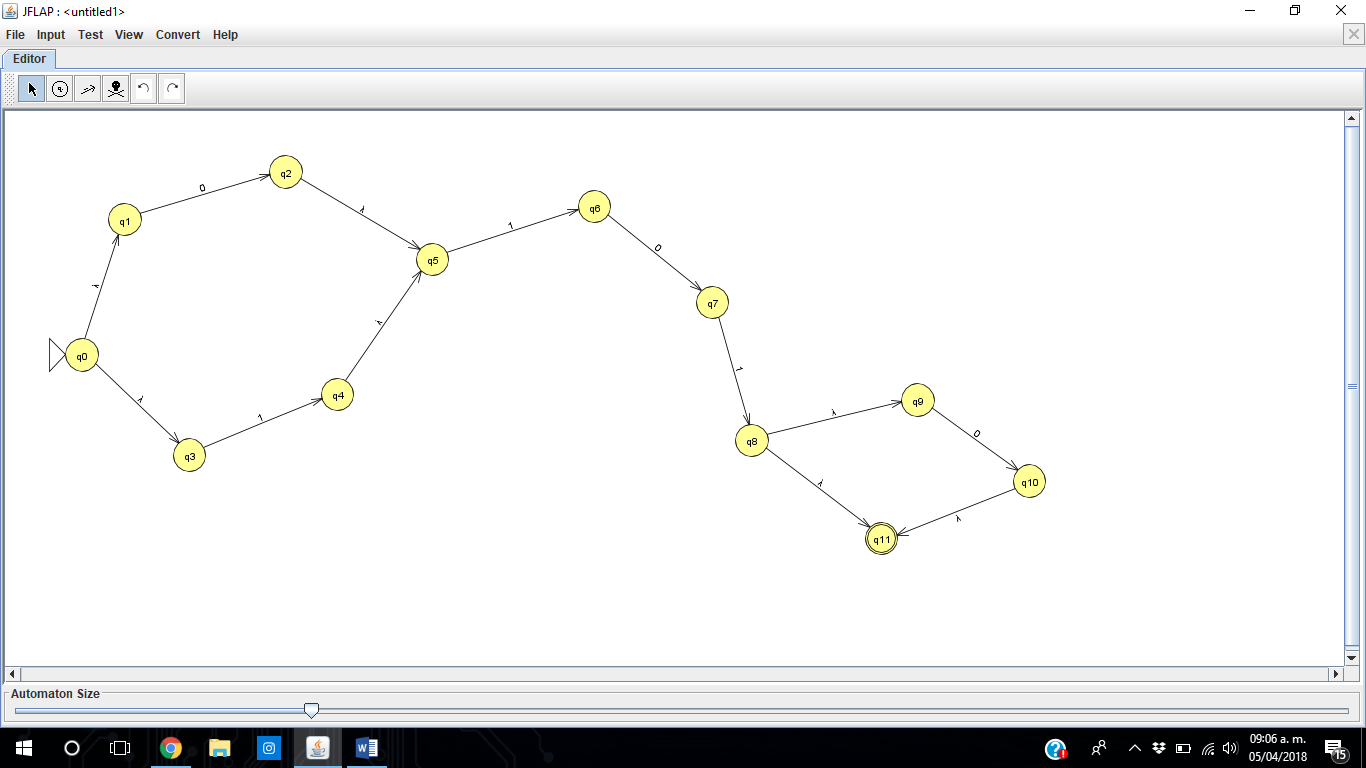 JFLAP : <untitled1>
File Input Test View Convert Help
Editor
q2
0
q1
λ
q6
1
0
q5
λ
λ
q7
q0
λ
1
λ
q4
1
q9
λ
0
q3
q8
λ
q10
λ
q11
Automaton Size
09:06 a. m.
05/04/2018
15